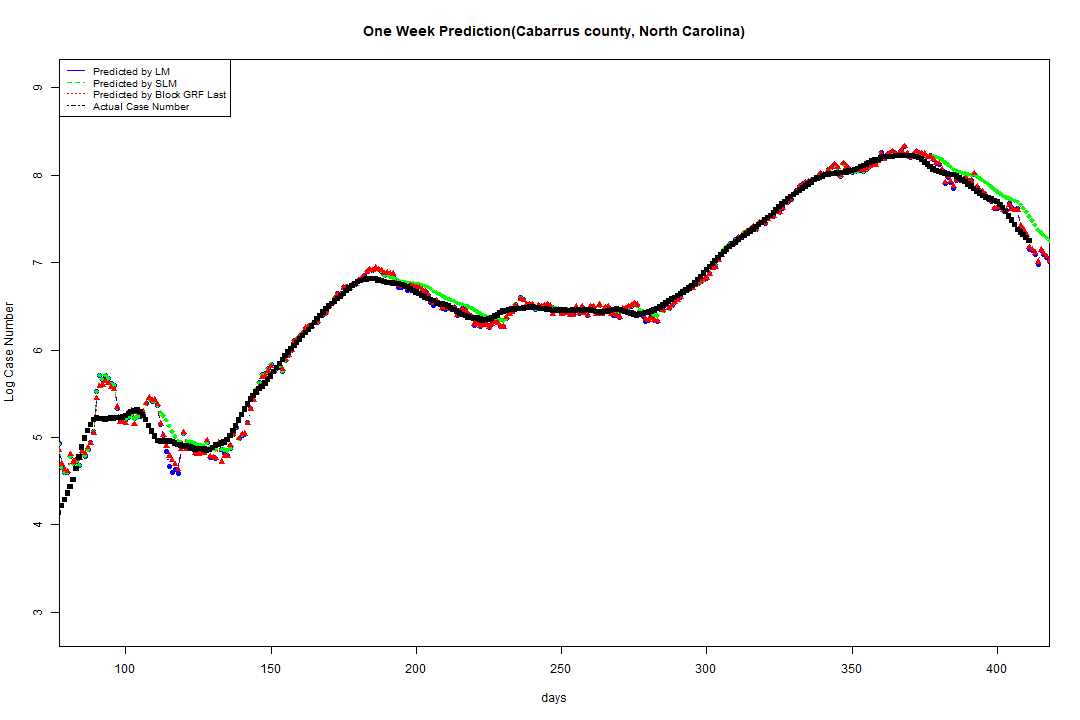 One Week Prediction(Cabarrus county, North Carolina)
Predicted by LM
Predicted by SLM
Predicted by Block GRF Last
Actual Case Number
9
8
7
6
5
4
3
Log Case Number
100 150 200 250 300 350 400
days